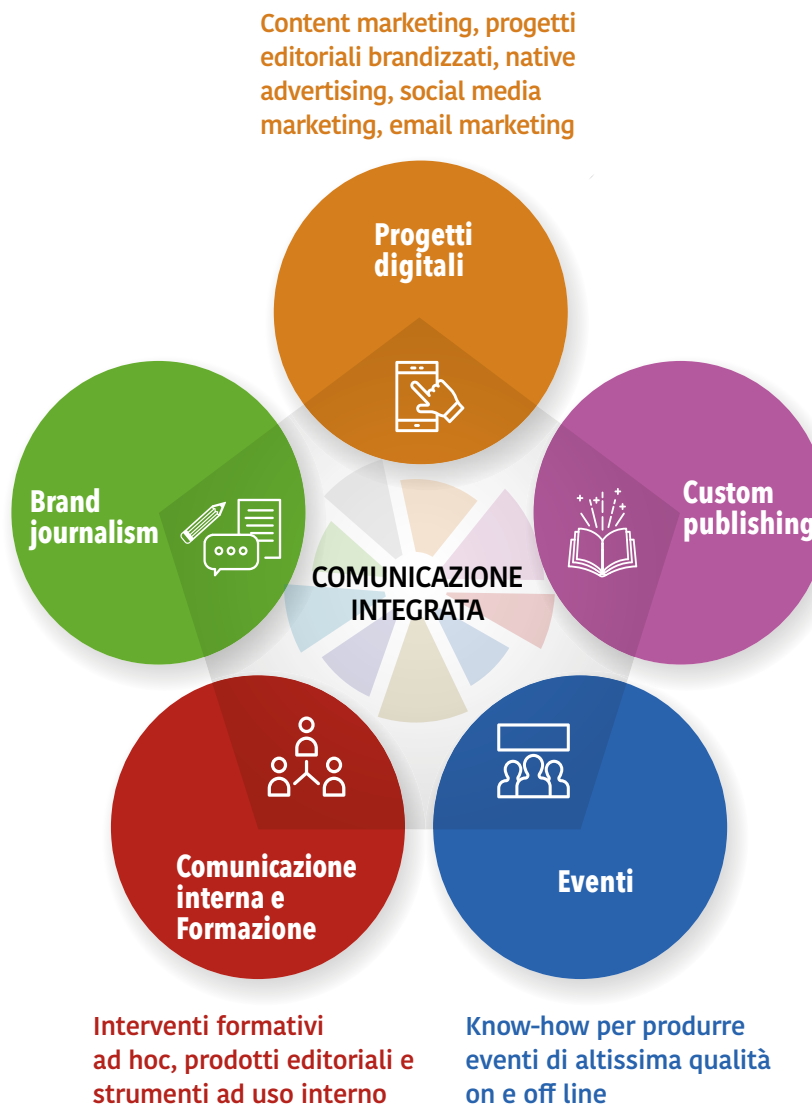 Content marketing, progetti
editoriali brandizzati, native
advertising, social media
marketing, email marketing
Progetti
digitali
Brand
journalism
Custom
publishing
COMUNICAZIONE
INTEGRATA
Comunicazione
interna e
Formazione
Eventi
Interventi formativi
ad hoc, prodotti editoriali e
strumenti ad uso interno
Know-how per produrre
eventi di altissima qualità
on e off line